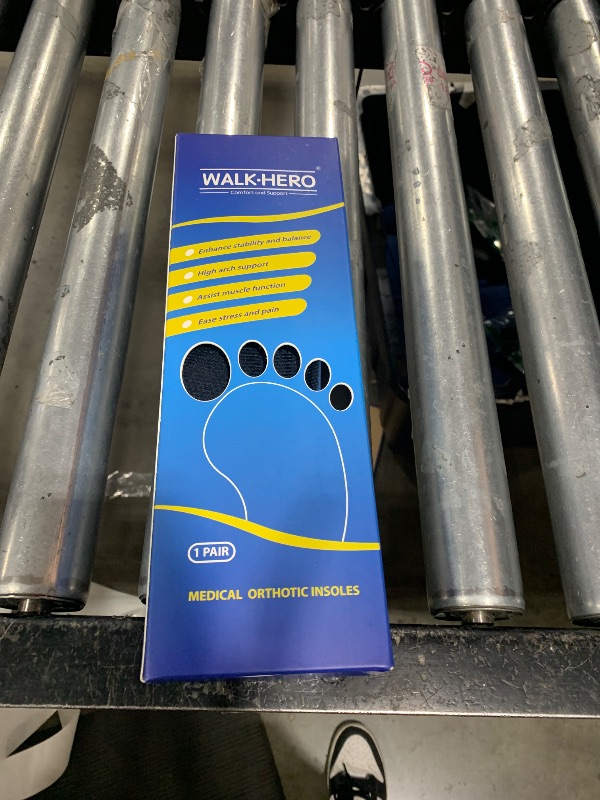 WALK·HERO®
Comfort and Support
Enhance stability and balance
High arch support
Assist muscle function
Ease stress and pain
1 PAIR
MEDICAL ORTHOTIC INSOLES